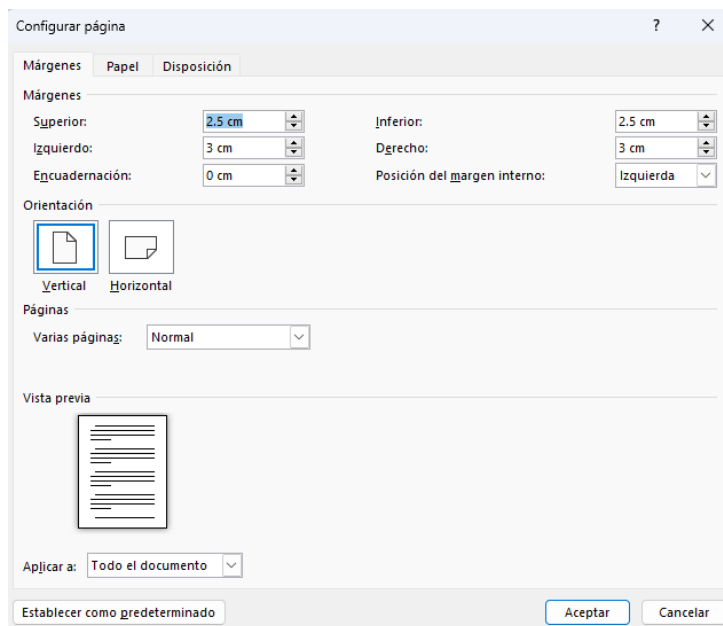 Configurar página ? ×
Márgenes Papel Disposición
Márgenes
Superior: 2.5 cm Inferior: 2.5 cm
Izquierdo: 3 cm Derecho: 3 cm
Encuadernación: 0 cm Posición del margen interno: Izquierda
Orientación
Vertical Horizontal
Páginas
Varias páginas: Normal
Vista previa
Aplicar a: Todo el documento
Establecer como predeterminado Aceptar Cancelar